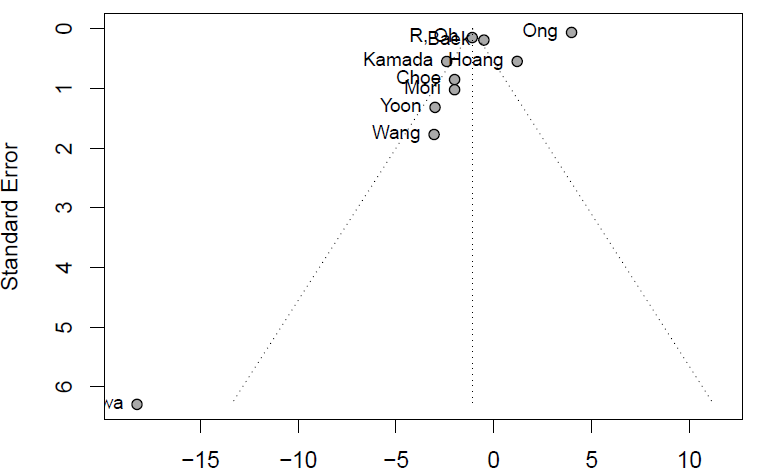 Standard Error
0
1
2
3
4
5
6
R, Oh
Baek
Ong
Kamada
Hoang
Choe
Mori
Yoon
Wang
va
−15
−10
−5
0
5
10